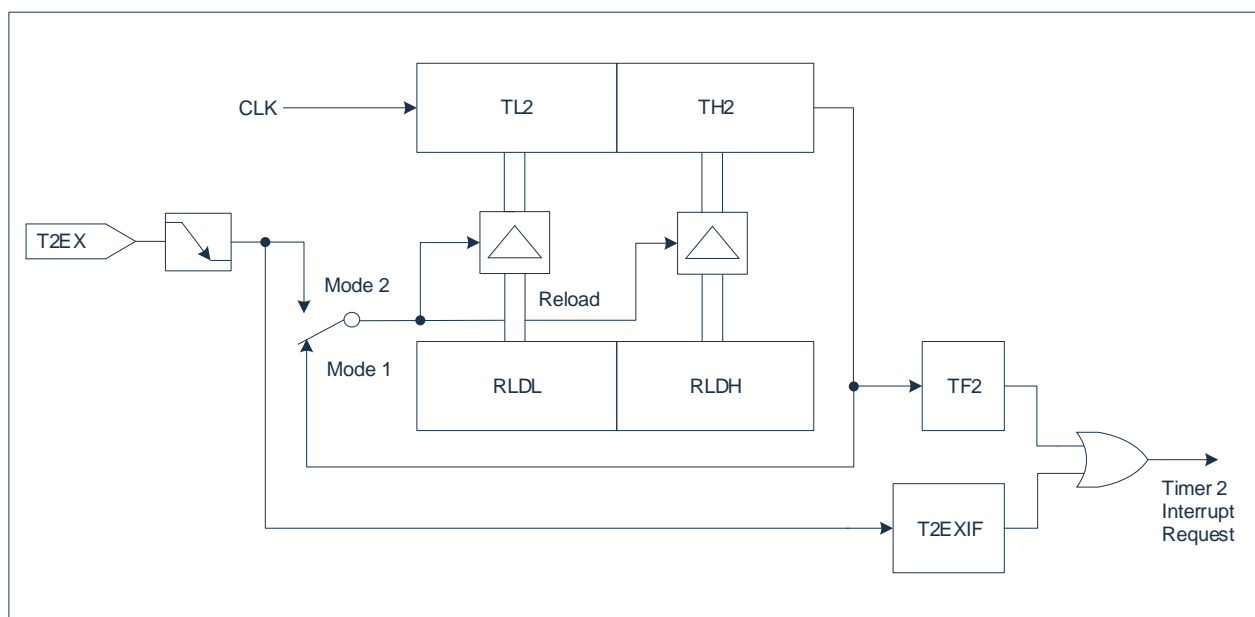 CLK
TL2
TH2
T2EX
Mode 2
Reload
Mode 1
RLDL
RLDH
TF2
T2EXIF
Timer 2
Interrupt
Request